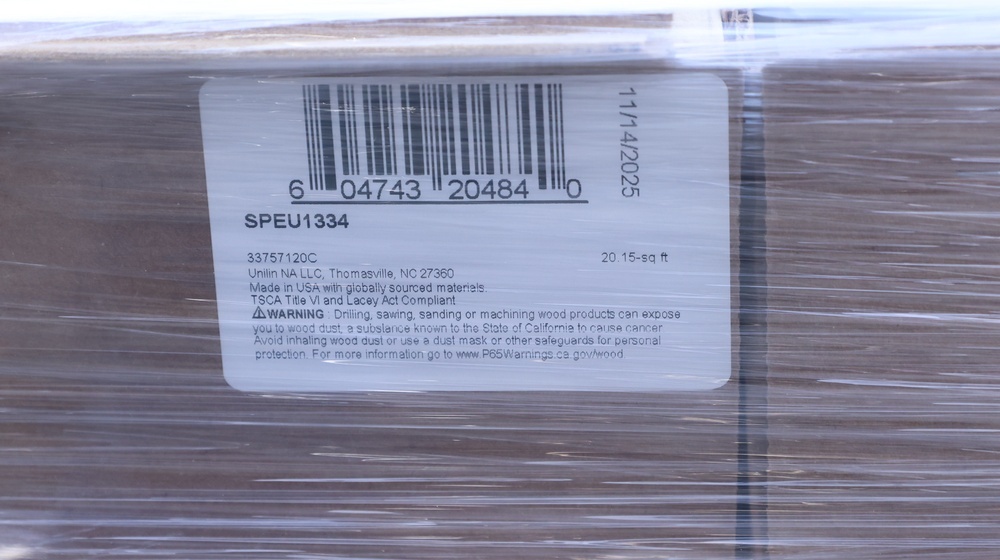 11/14/2025
6 04743 20484 0
SPEU1334
33757120C 20.15-sq ft
Unilin NA LLC, Thomasville, NC 27360
Made in USA with globally sourced materials.
TSCA Title VI and Lacey Act Compliant
⚠WARNING : Drilling, sawing, sanding or machining wood products can expose
you to wood dust, a substance known to the State of California to cause cancer
Avoid inhaling wood dust or use a dust mask or other safeguards for personal
protection. For more information go to www.P65Warnings.ca.gov/wood